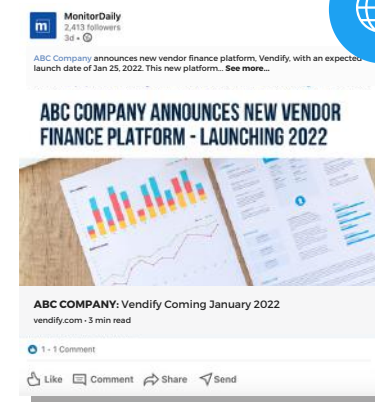 m
MonitorDaily
2,413 followers
3d •
ABC Company announces new vendor finance platform, Vendify, with an expected
launch date of Jan 25, 2022. This new platform... See more...
ABC COMPANY ANNOUNCES NEW VENDOR
FINANCE PLATFORM - LAUNCHING 2022
ABC COMPANY: Vendify Coming January 2022
vendify.com • 3 min read
1 • 1 Comment
Like Comment Share Send